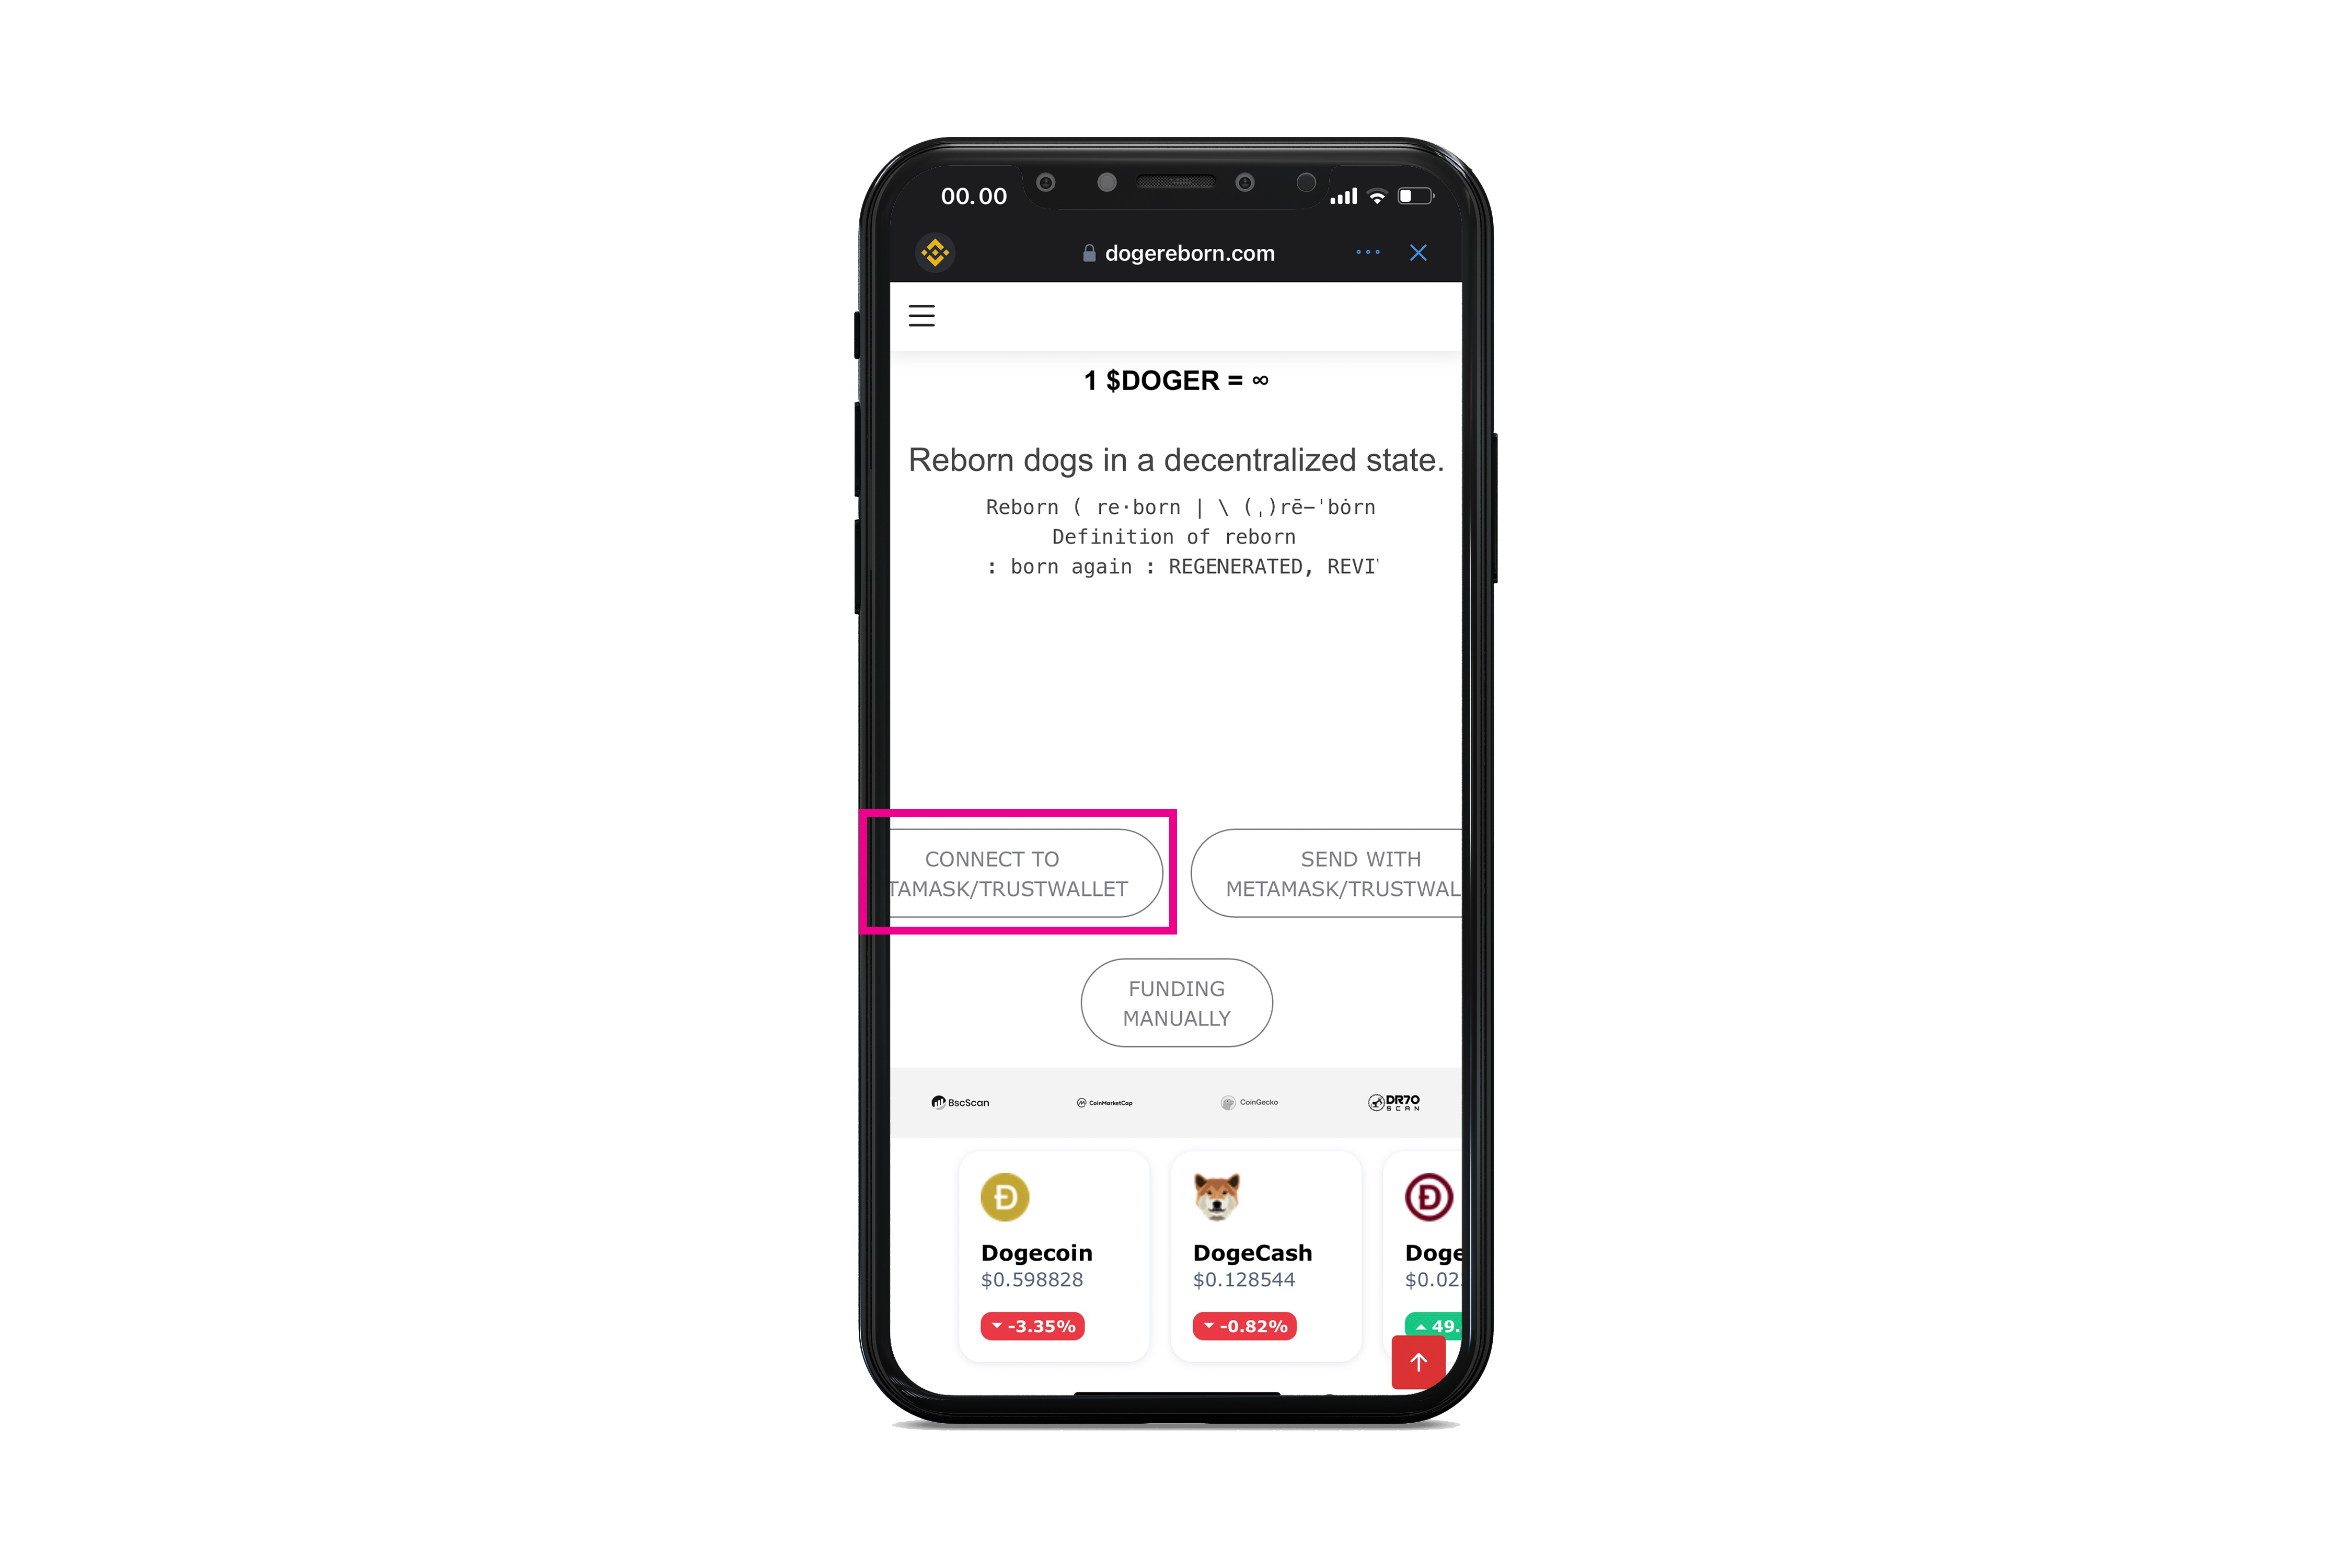 00.00
dogereborn.com
1 $DOGER = ∞
Reborn dogs in a decentralized state.
Reborn ( re·born | \ (ˌ)rē-ˈbȯrn
Definition of reborn
: born again : REGENERATED,
CONNECT TO
TAMASK/TRUSTWALLET
SEND WITH
METAMASK/TRUSTWAL
FUNDING
MANUALLY
BscScan
CoinMarketCap
CoinGecko
DR70
SCAN
Dogecoin
$0.598828
-3.35%
DogeCash
$0.128544
-0.82%
Doge
$0.02
49.